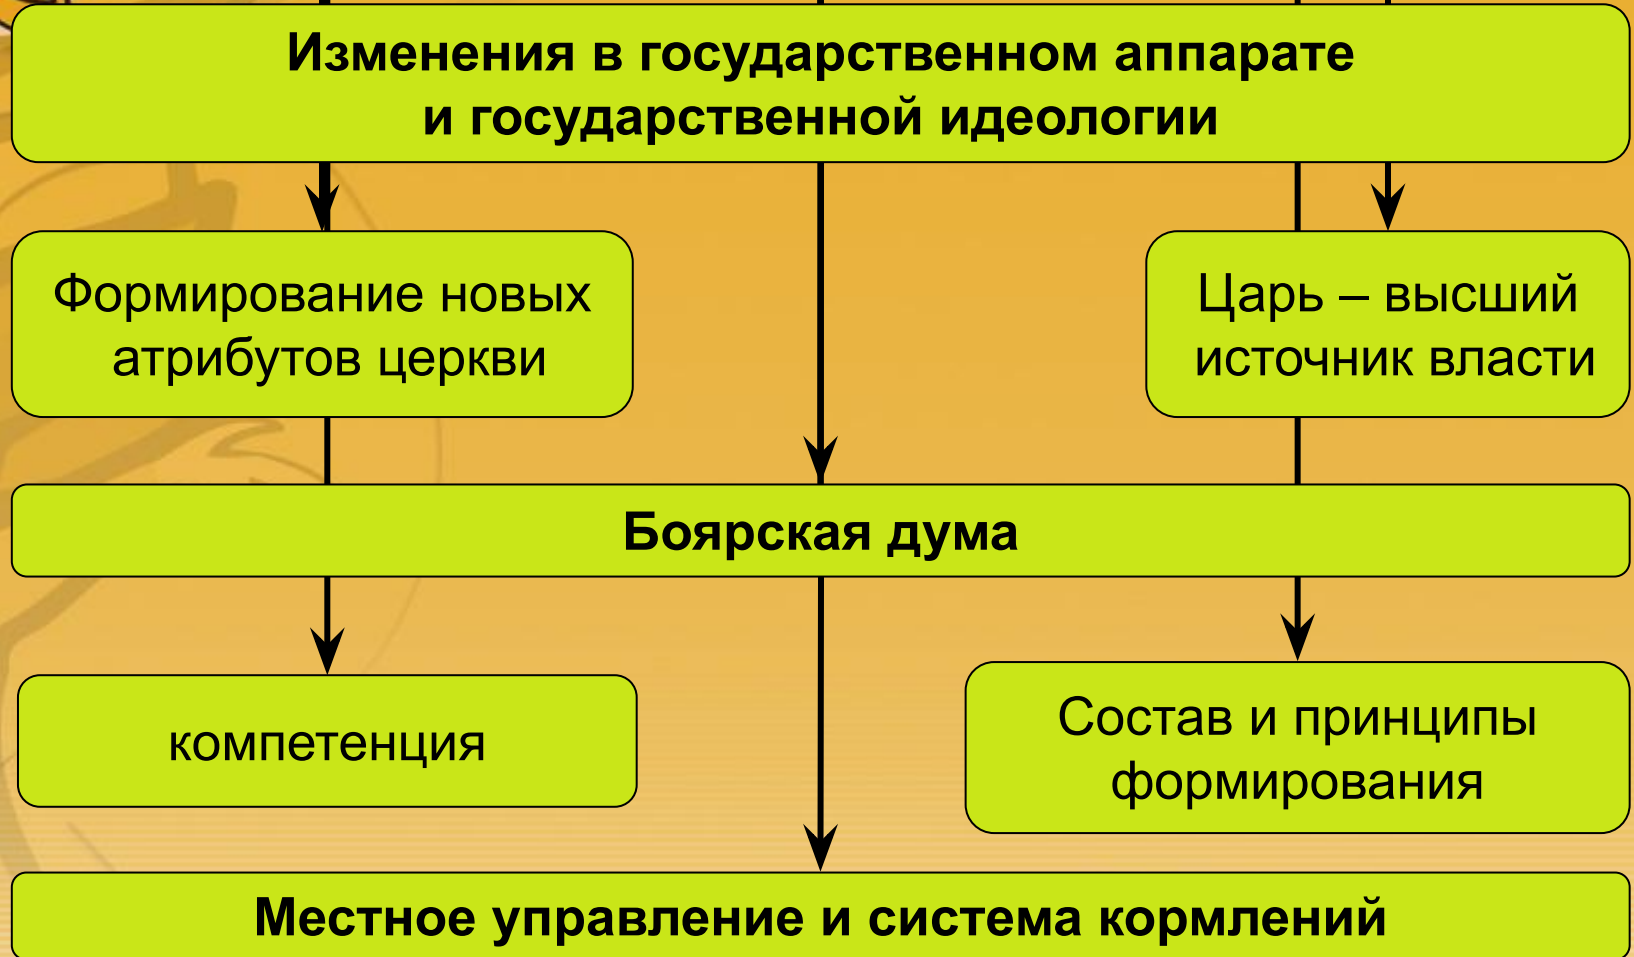 Изменения в государственном аппарате
и государственной идеологии
Формирование новых
атрибутов церкви
Царь – высший
источник власти
Боярская дума
компетенция
Состав и принципы
формирования
Местное управление и система кормлений